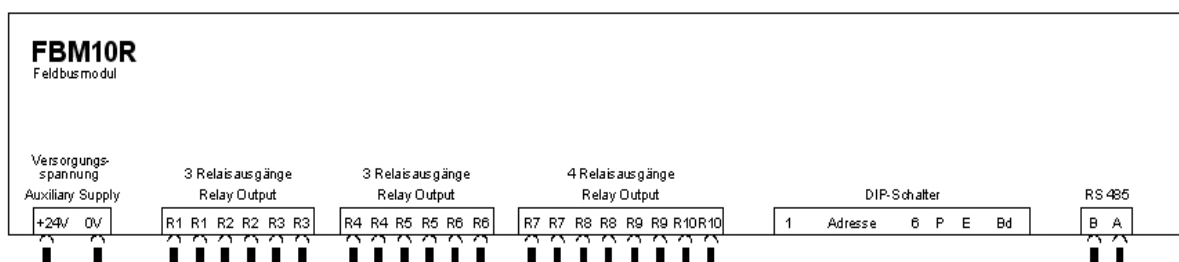 FBM10R
Feldbusmodul
Versorgungs-
spannung
Auxiliary Supply
+24V 0V
3 Relaisausgänge
Relay Output
R1 R1 R2 R2 R3 R3
3 Relaisausgänge
Relay Output
R4 R4 R5 R5 R6 R6
4 Relaisausgänge
Relay Output
R7 R7 R8 R8 R9 R9 R10 R10
DIP-Schalter
1 Adresse 6 P E Bd
RS485
B A